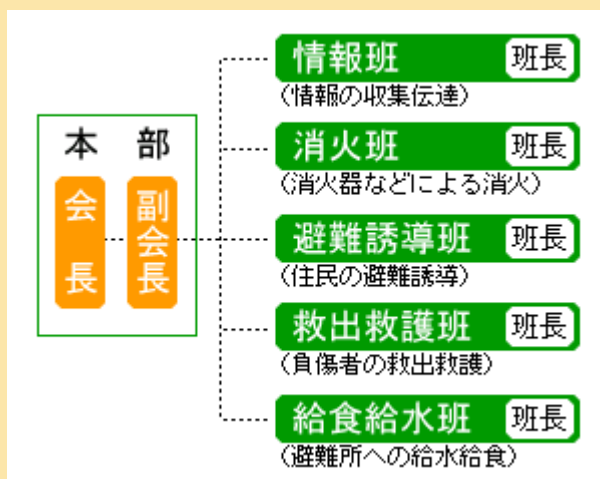 本部
会長
副会長
情報班 班長
(情報の収集伝達)
消火班 班長
(消火器などによる消火)
避難誘導班 班長
(住民の避難誘導)
救出救護班 班長
(負傷者の救出救護)
給食給水班 班長
(避難所への給水給食)